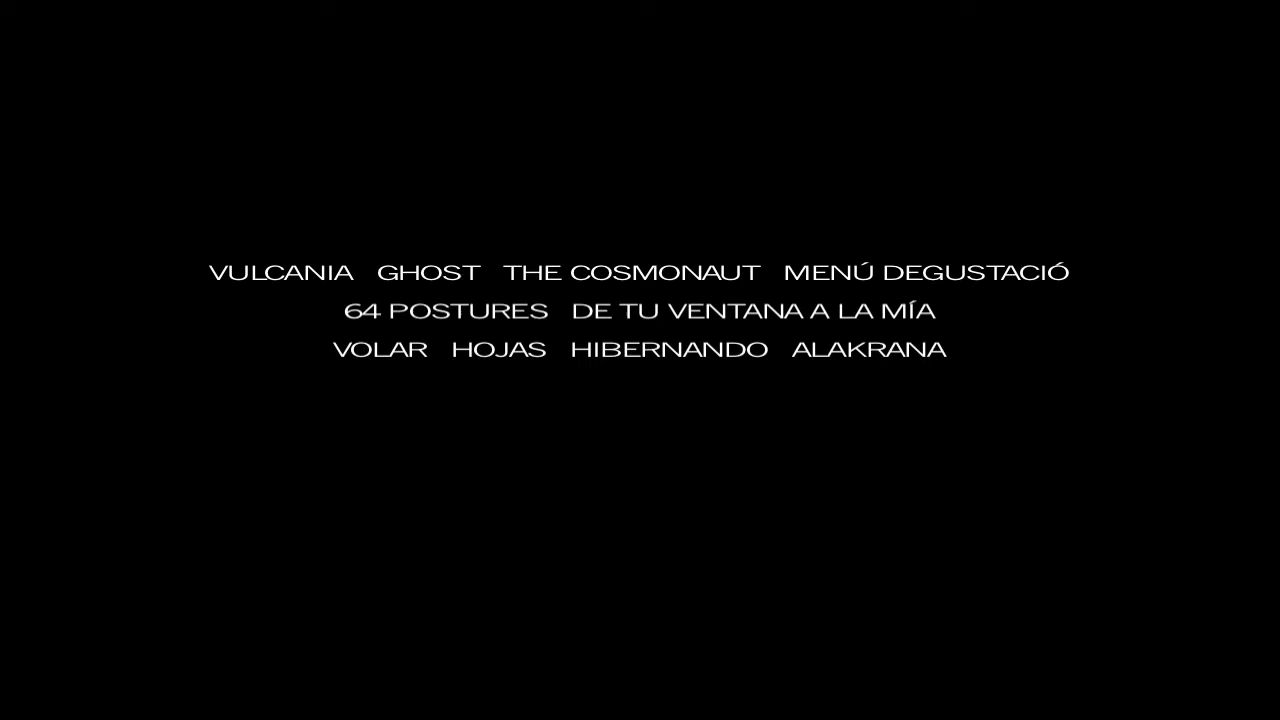 VULCANIA GHOST THE COSMONAUT MENÚ DEGUSTACIÓ
64 POSTURES DE TU VENTANA A LA MÍA
VOLAR HOJAS HIBERNANDO ALAKRANA